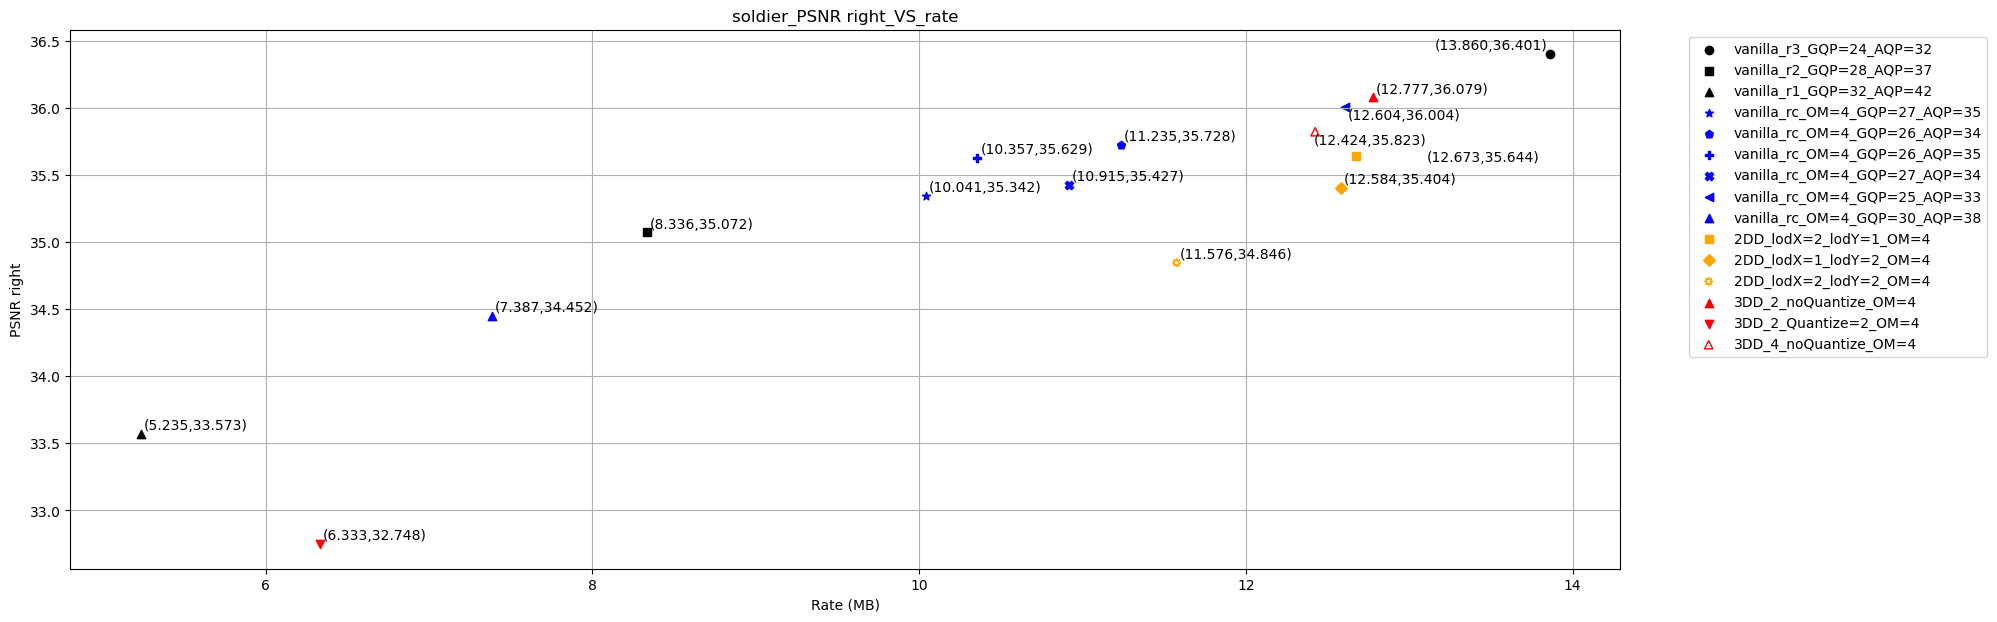 soldier_PSNR right_VS_rate
PSNR right
36.5
36.0
35.5
35.0
34.5
34.0
33.5
33.0
(13.860,36.401)
(12.777,36.079)
(12.604,36.004)
(12.424,35.823)
(11.235,35.728)
(10.357,35.629)
(12.673,35.644)
(10.915,35.427)
(12.584,35.404)
(10.041,35.342)
(8.336,35.072)
(11.576,34.846)
(7.387,34.452)
(5.235,33.573)
(6.333,32.748)
6
8
10
12
14
Rate (MB)
vanilla_r3_GQP=24_AQP=32
vanilla_r2_GQP=28_AQP=37
vanilla_r1_GQP=32_AQP=42
vanilla_rc_OM=4_GQP=27_AQP=35
vanilla_rc_OM=4_GQP=26_AQP=34
vanilla_rc_OM=4_GQP=26_AQP=35
vanilla_rc_OM=4_GQP=27_AQP=34
vanilla_rc_OM=4_GQP=25_AQP=33
vanilla_rc_OM=4_GQP=30_AQP=38
2DD_lodX=2_lodY=1_OM=4
2DD_lodX=1_lodY=2_OM=4
2DD_lodX=2_lodY=2_OM=4
3DD_2_noQuantize_OM=4
3DD_2_Quantize=2_OM=4
3DD_4_noQuantize_OM=4